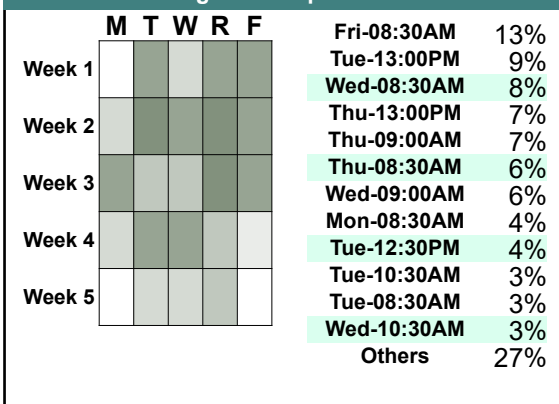 M T W R F
Week 1
Week 2
Week 3
Week 4
Week 5
Fri-08:30AM 13%
Tue-13:00PM 9%
Wed-08:30AM 8%
Thu-13:00PM 7%
Thu-09:00AM 7%
Thu-08:30AM 6%
Wed-09:00AM 6%
Mon-08:30AM 4%
Tue-12:30PM 4%
Tue-10:30AM 3%
Tue-08:30AM 3%
Wed-10:30AM 3%
Others 27%